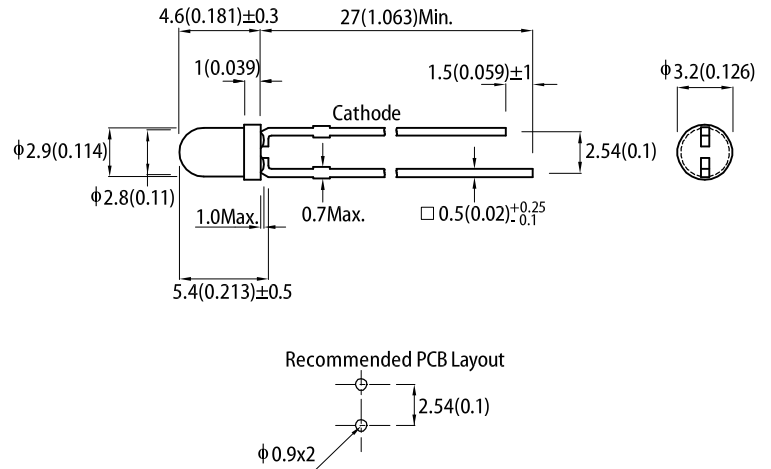 4.6(0.181)±0.3
27(1.063)Min.
1(0.039)
1.5(0.059)±1
ϕ3.2(0.126)
Cathode
ϕ2.9(0.114)
2.54(0.1)
ϕ2.8(0.11)
1.0Max.
0.7Max.
□ 0.5(0.02)+0.25
-0.1
5.4(0.213)±0.5
Recommended PCB Layout
2.54(0.1)
ϕ0.9x2